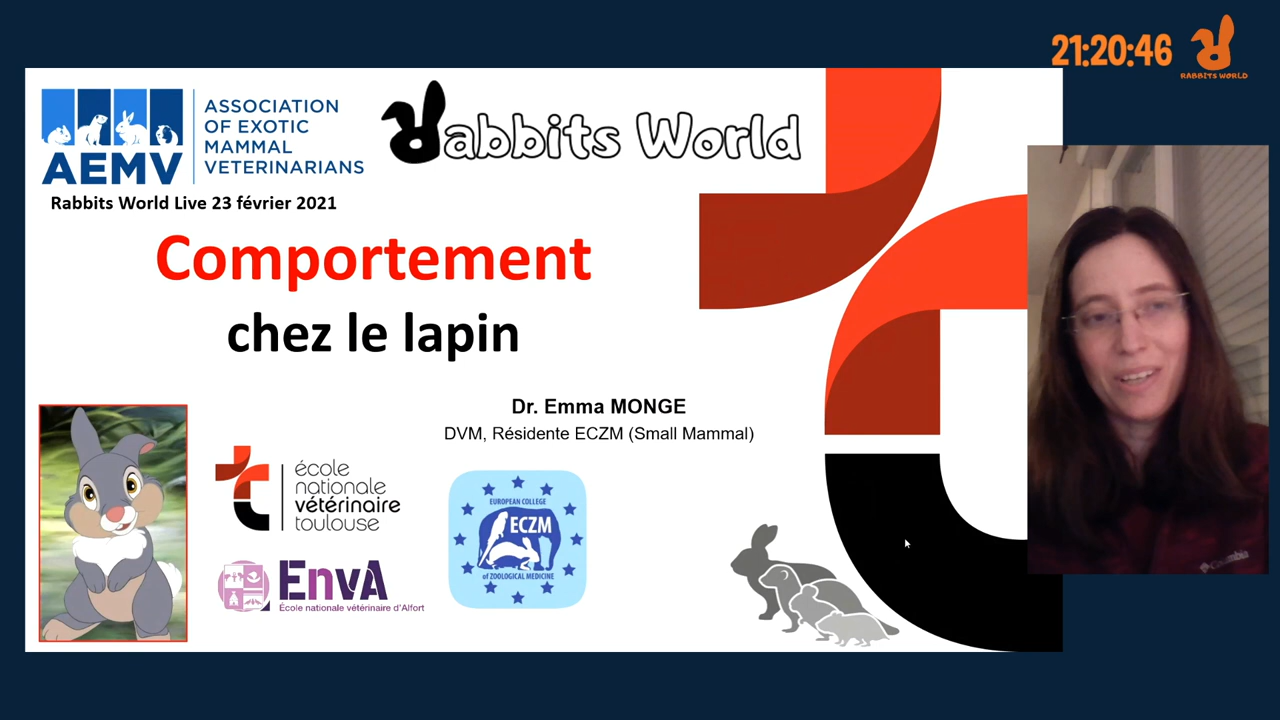 21:20:46
RABBITS WORLD
AEMV
ASSOCIATION
OF EXOTIC
MAMMAL
VETERINARIANS
Rabbits World
Rabbits World Live 23 février 2021
Comportement
chez le lapin
Dr. Emma MONGE
DVM, Résidente ECZM (Small Mammal)
école
nationale
vétérinaire
toulouse
EnvA
École nationale vétérinaire d'Alfort
EUROPEAN COLLEGE
ECZM
of ZOOLOGICAL MEDICINE
Columbia